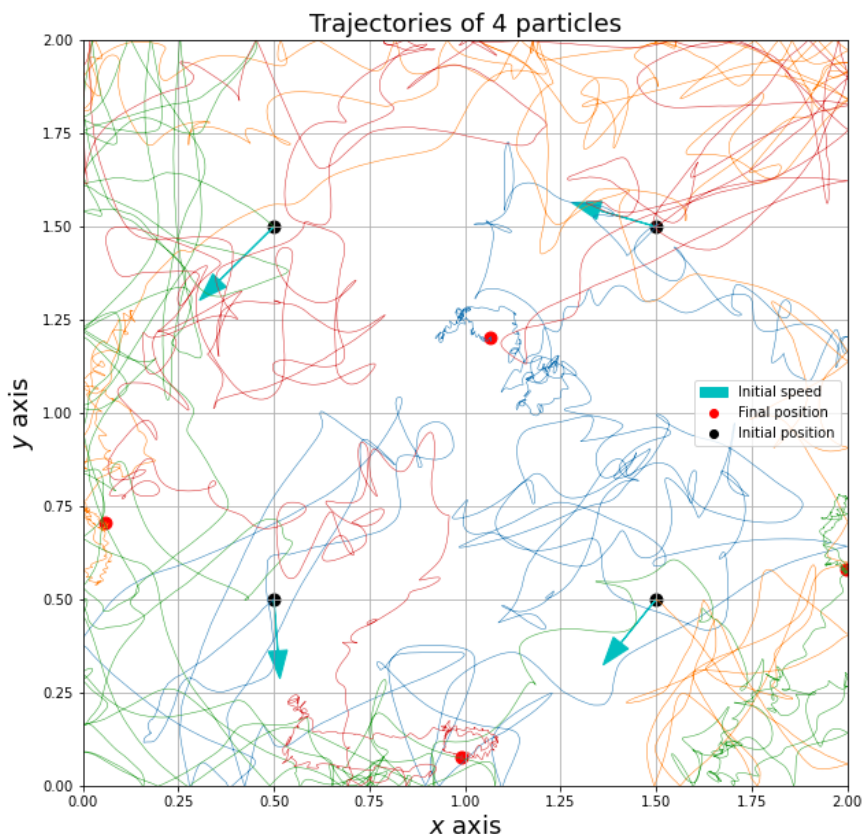 Trajectories of 4 particles
2.00
1.75
1.50
1.25
1.00
0.75
0.50
0.25
0.00
y axis
Initial speed
Final position
Initial position
0.00 0.25 0.50 0.75 1.00 1.25 1.50 1.75 2.00
x axis